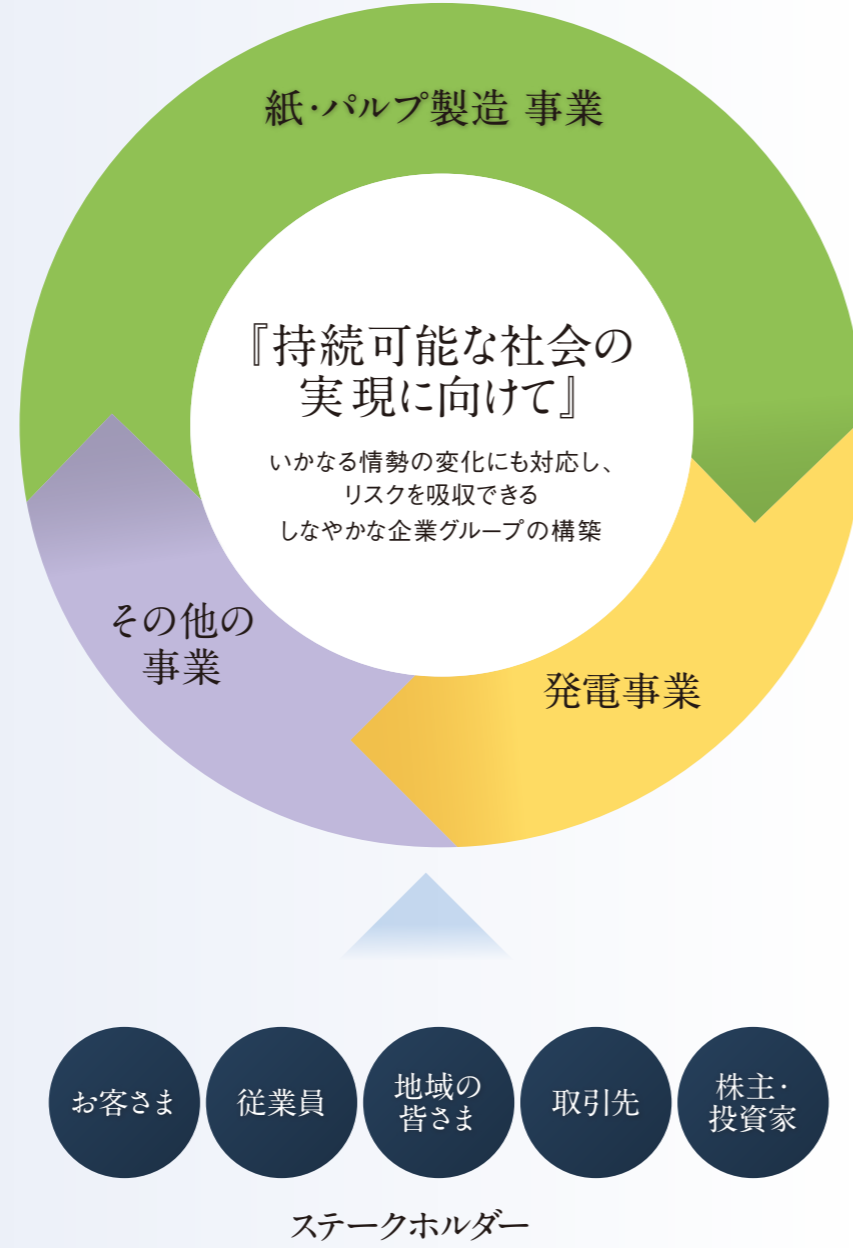 紙・パルプ製造 事業
『持続可能な社会の
実現に向けて』
いかなる情勢の変化にも対応し、
リスクを吸収できる
しなやかな企業グループの構築
その他の
事業
発電事業
お客さま
従業員
地域の
皆さま
取引先
株主・
投資家
ステークホルダー